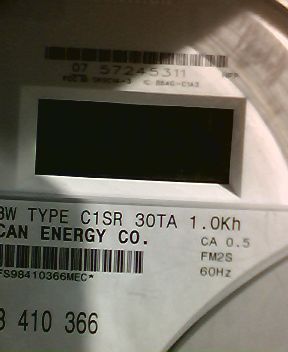 07 57245311
3W TYPE C1SR 30TA 1.0Kh
CAN ENERGY CO.
CA 0.5
FM2S
60Hz
FS98410366MEC*
410 366